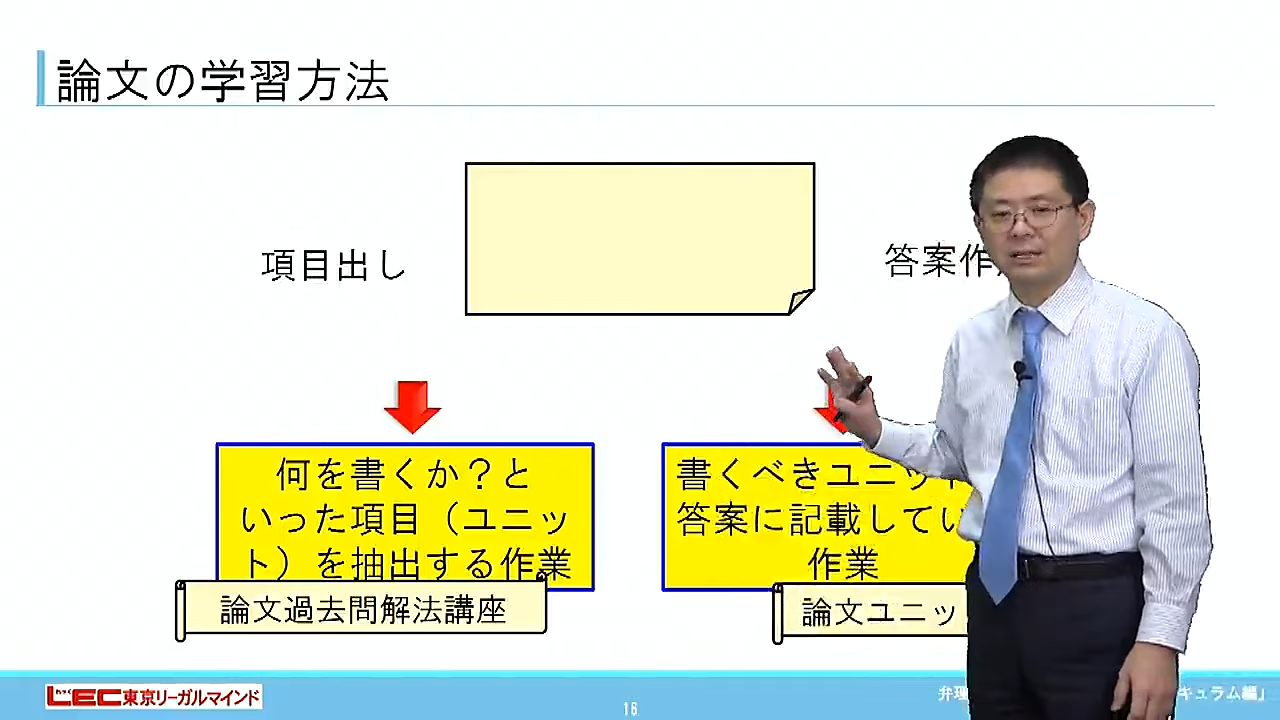 論文の学習方法
項目出し
答案作
何を書くか？と
いった項目（ユニッ
ト）を抽出する作業
論文過去問解法講座
書くべきユニット
答案に記載してい
作業
論文ユニッ
LEC東京リーガルマインド
16
弁理
キュラム編」